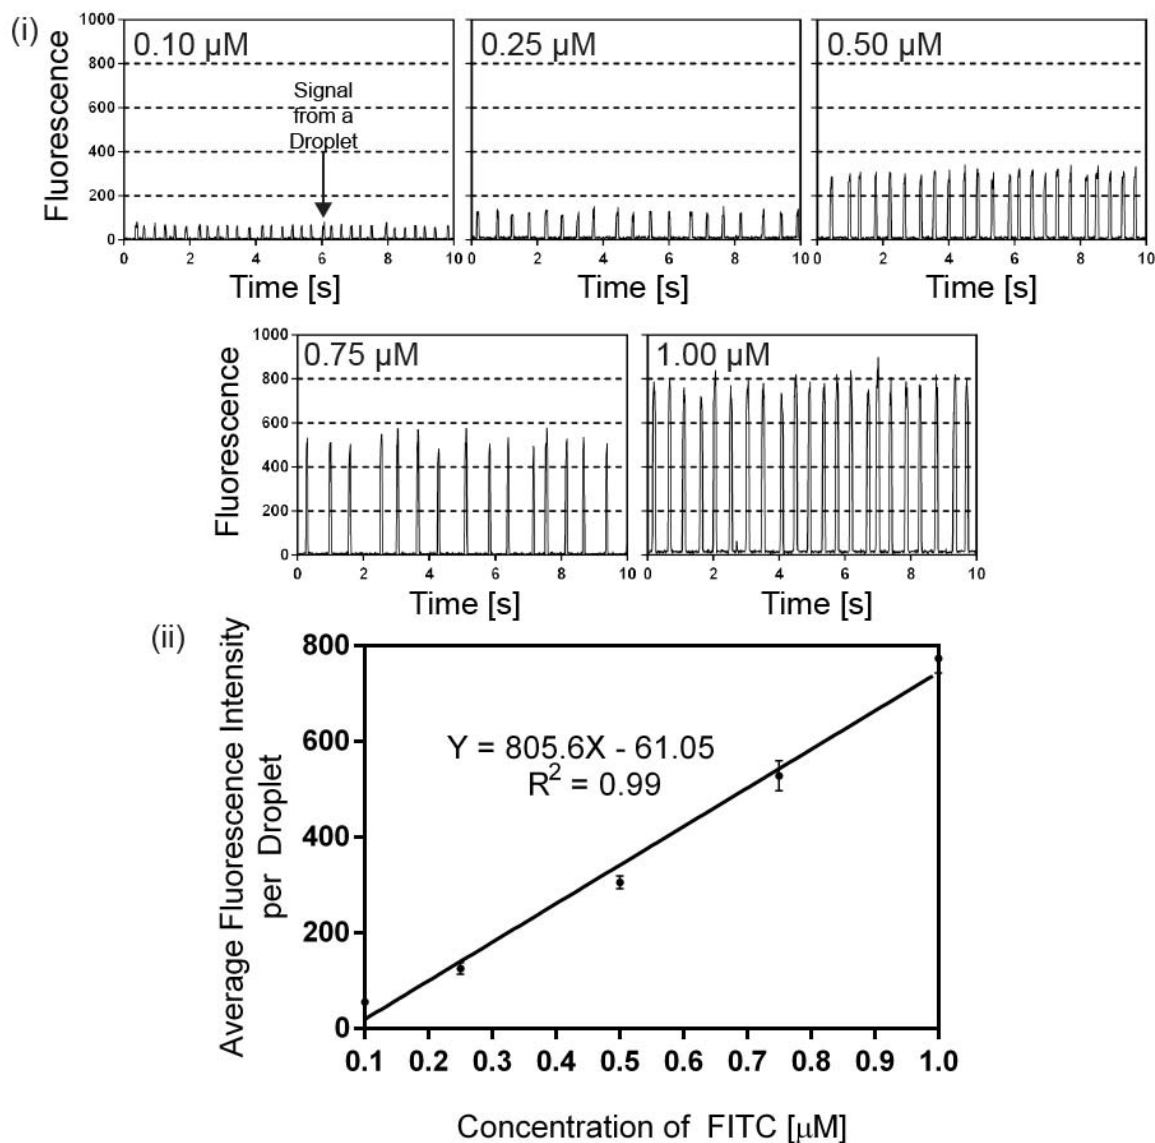 (i)
Fluorescence
1000
800
600
400
200
0
0.10 µM
Signal
from a
Droplet
0 2 4 6 8 10
Time [s]
0.25 µM
0 2 4 6 8 10
Time [s]
0.50 µM
0 2 4 6 8 10
Time [s]
Fluorescence
1000
800
600
400
200
0
0.75 µM
0 2 4 6 8 10
Time [s]
1.00 µM
0 2 4 6 8 10
Time [s]
(ii)
Average Fluorescence Intensity
per Droplet
800
600
400
200
0
Y = 805.6X - 61.05
R² = 0.99
0.1 0.2 0.3 0.4 0.5 0.6 0.7 0.8 0.9 1.0
Concentration of FITC [µM]